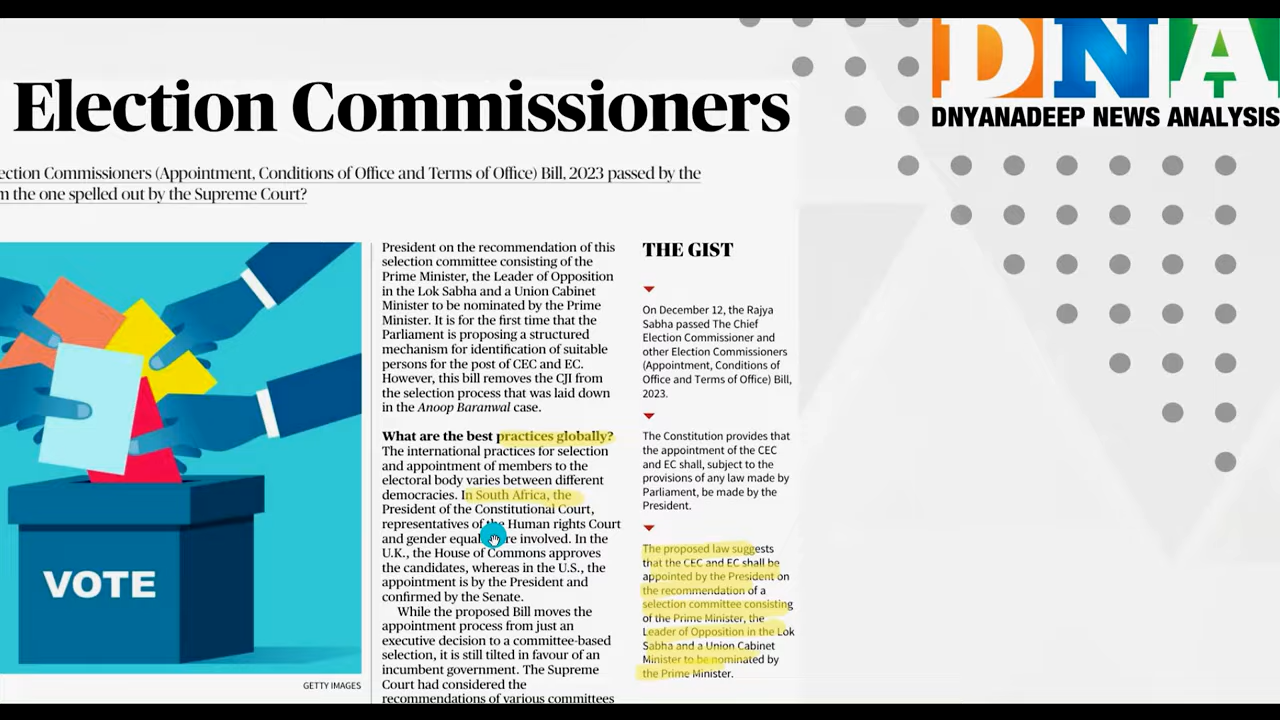 DNA
DNYANADEEP NEWS ANALYSIS
Election Commissioners
ection Commissioners (Appointment, Conditions of Office and Terms of Office) Bill, 2023 passed by the
m the one spelled out by the Supreme Court?
VOTE
GETTY IMAGES
President on the recommendation of this
selection committee consisting of the
Prime Minister, the Leader of Opposition
in the Lok Sabha and a Union Cabinet
Minister to be nominated by the Prime
Minister. It is for the first time that the
Parliament is proposing a structured
mechanism for identification of suitable
persons for the post of CEC and EC.
However, this bill removes the CJI from
the selection process that was laid down
in the Anoop Baranwal case.
What are the best practices globally?
The international practices for selection
and appointment of members to the
electoral body varies between different
democracies. In South Africa, the
President of the Constitutional Court,
representatives of the Human rights Court
and gender equal re involved. In the
U.K., the House of Commons approves
the candidates, whereas in the U.S., the
appointment is by the President and
confirmed by the Senate.
While the proposed Bill moves the
appointment process from just an
executive decision to a committee-based
selection, it is still tilted in favour of an
incumbent government. The Supreme
Court had considered the
recommendations of various committees
THE GIST
On December 12, the Rajya
Sabha passed The Chief
Election Commissioner and
other Election Commissioners
(Appointment, Conditions of
Office and Terms of Office) Bill,
2023.
The Constitution provides that
the appointment of the CEC
and EC shall, subject to the
provisions of any law made by
Parliament, be made by the
President.
The proposed law suggests
that the CEC and EC shall be
appointed by the President on
the recommendation of a
selection committee consisting
of the Prime Minister, the
Leader of Opposition in the Lok
Sabha and a Union Cabinet
Minister to be nominated by
the Prime Minister.